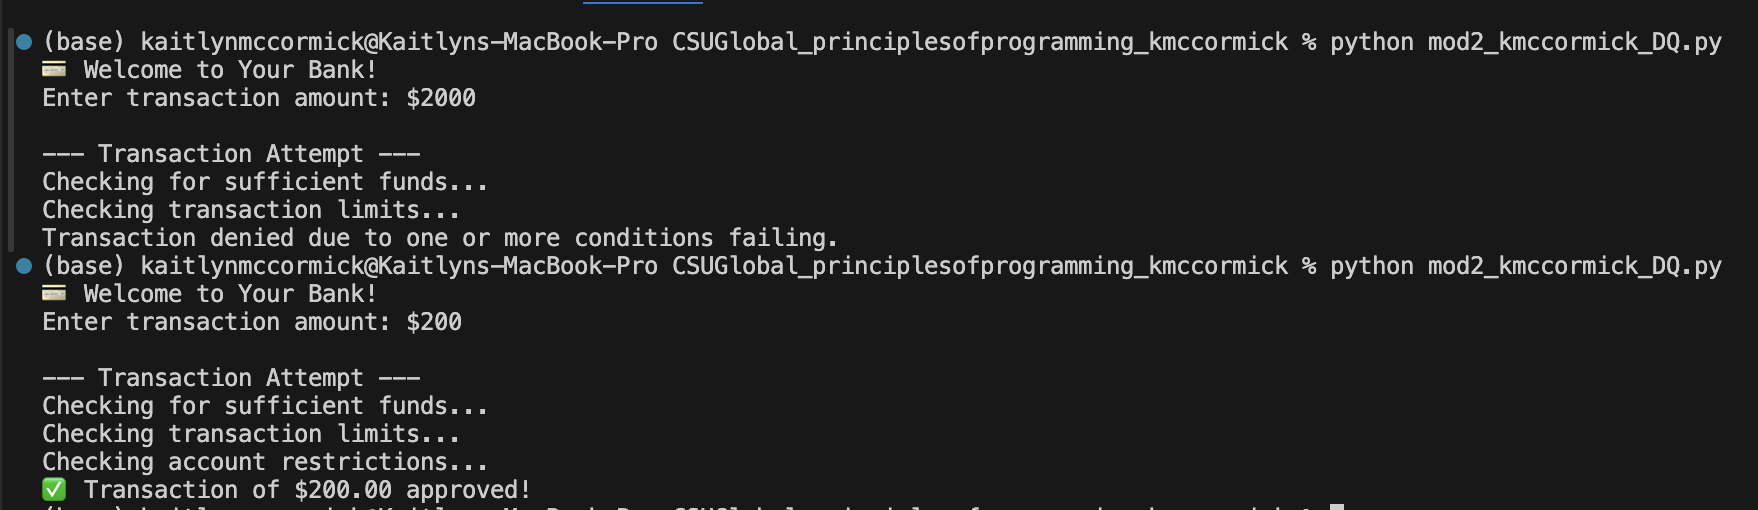 (base) kaitlynmccormick@Kaitlyns-MacBook-Pro CSUGlobal_principlesofprogramming_kmccormick % python mod2_kmccormick_DQ.py
💳 Welcome to Your Bank!
Enter transaction amount: $2000
--- Transaction Attempt ---
Checking for sufficient funds...
Checking transaction limits...
Transaction denied due to one or more conditions failing.
(base) kaitlynmccormick@Kaitlyns-MacBook-Pro CSUGlobal_principlesofprogramming_kmccormick % python mod2_kmccormick_DQ.py
💳 Welcome to Your Bank!
Enter transaction amount: $200
--- Transaction Attempt ---
Checking for sufficient funds...
Checking transaction limits...
Checking account restrictions...
✅ Transaction of $200.00 approved!